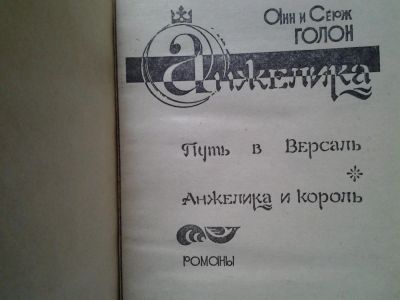 Анн и Серж
ГОЛОН
Анжелика
Путь в Версаль
Анжелика и король
РОМАНЫ